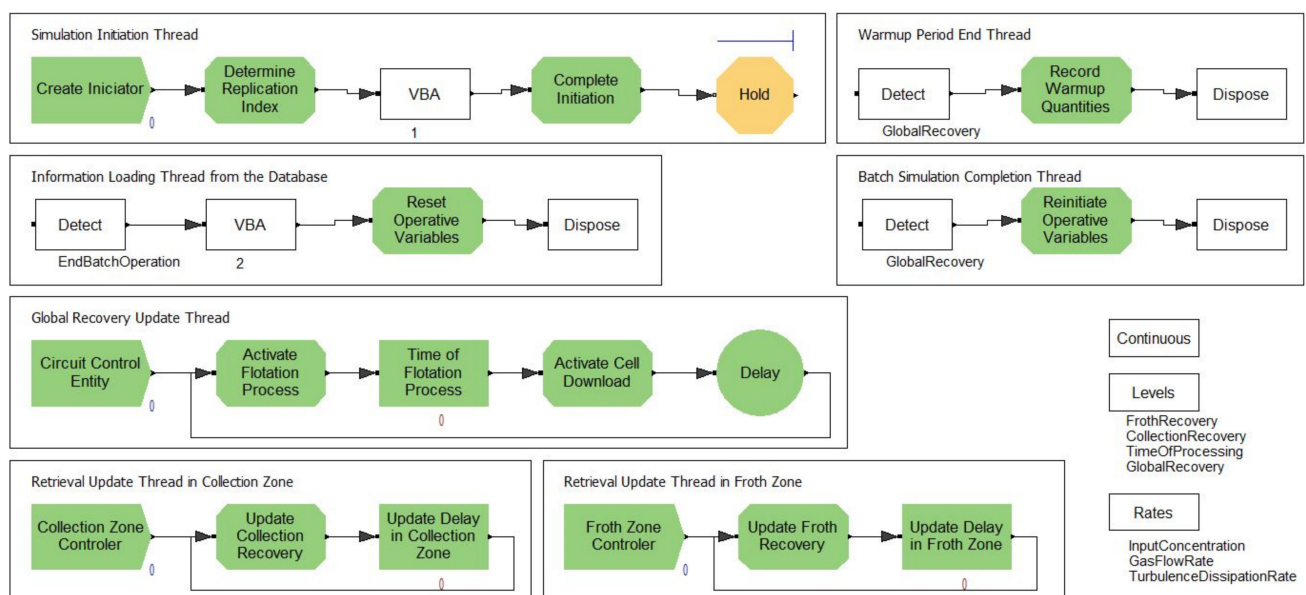 Simulation Initiation Thread
Create Iniciator
0
Determine
Replication
Index
VBA
1
Complete
Initiation
Hold
Warmup Period End Thread
Detect
GlobalRecovery
Record
Warmup
Quantities
Dispose
Information Loading Thread from the Database
Detect
EndBatchOperation
VBA
2
Reset
Operative
Variables
Dispose
Batch Simulation Completion Thread
Detect
GlobalRecovery
Reinitiate
Operative
Variables
Dispose
Global Recovery Update Thread
Circuit Control
Entity
0
Activate
Flotation
Process
Time of
Flotation
Process
0
Activate Cell
Download
Delay
Continuous
Levels
FrothRecovery
CollectionRecovery
TimeOfProcessing
GlobalRecovery
Rates
InputConcentration
GasFlowRate
TurbulenceDissipationRate
Retrieval Update Thread in Collection Zone
Collection Zone
Controler
0
Update
Collection
Recovery
Update Delay
in Collection
Zone
0
Retrieval Update Thread in Froth Zone
Froth Zone
Controler
0
Update Froth
Recovery
Update Delay
in Froth Zone
0